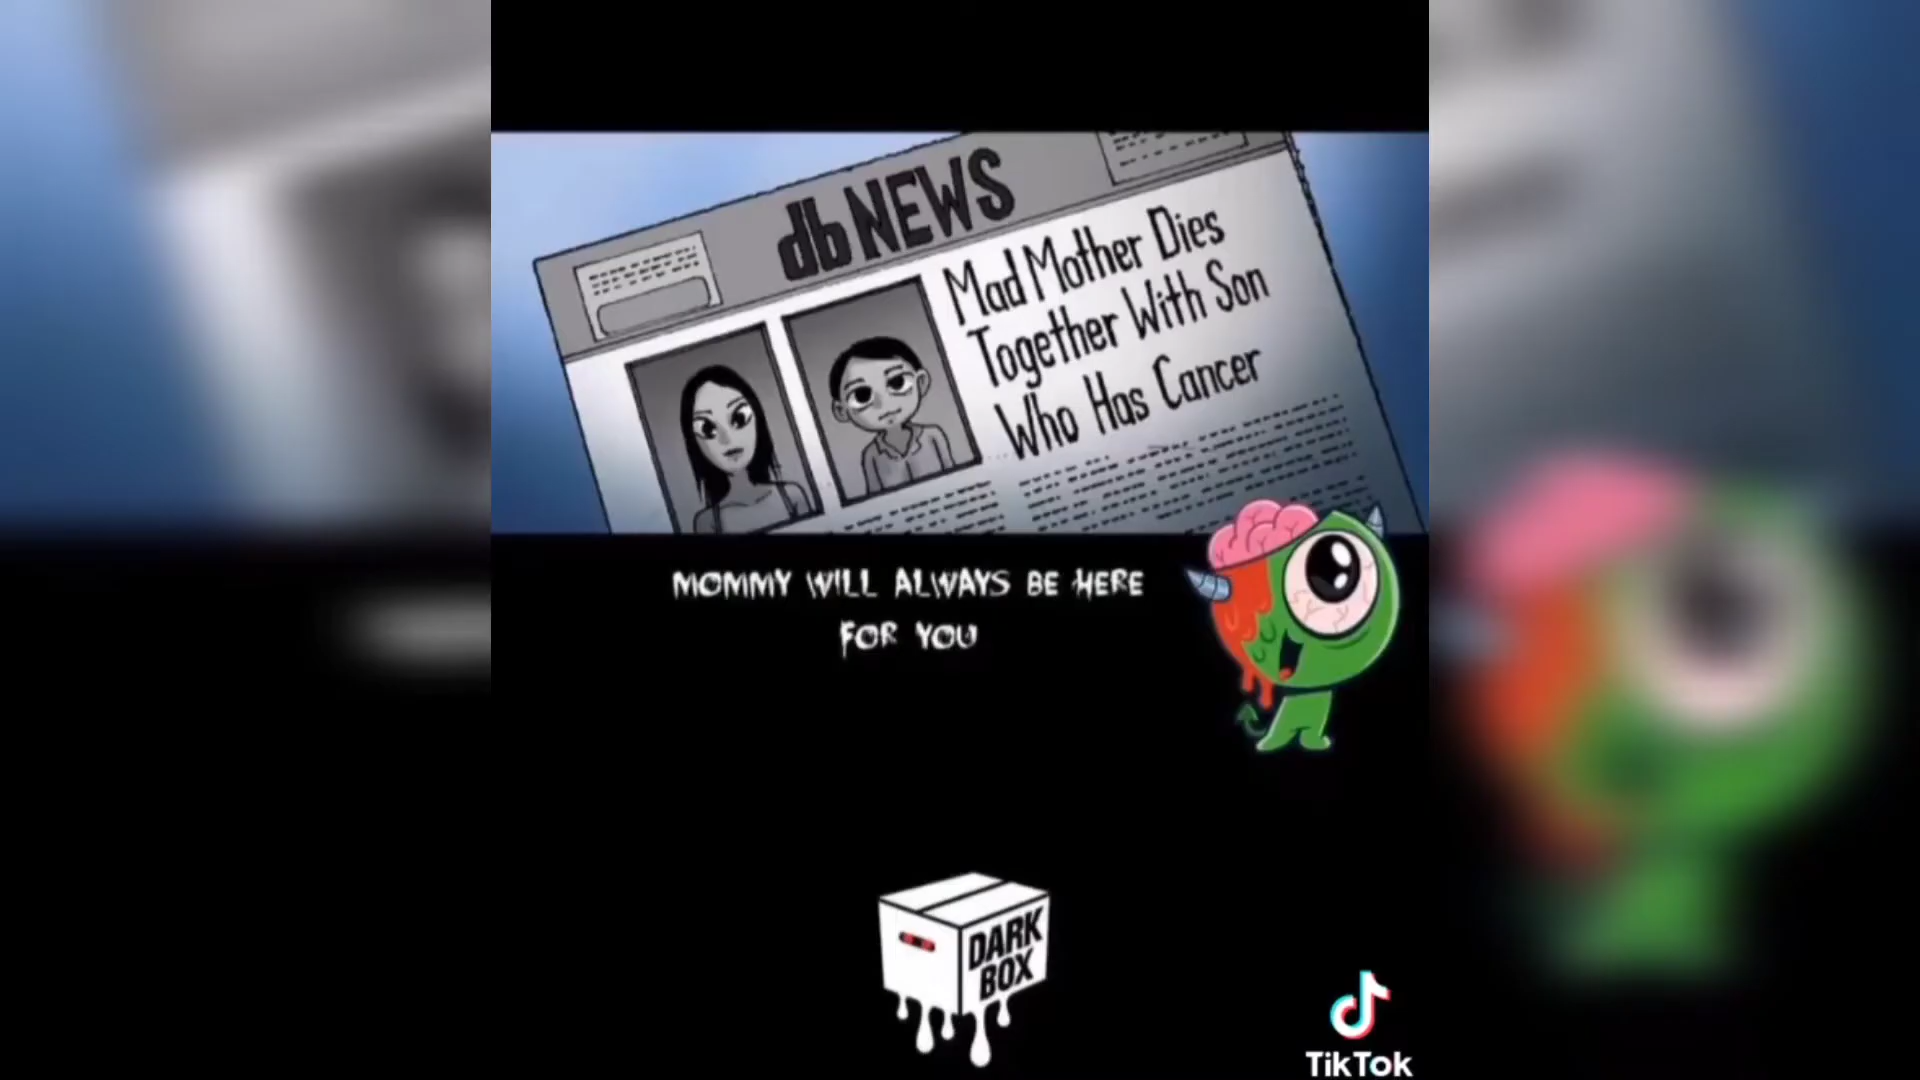 db NEWS
Mad Mother Dies
Together With Son
Who Has Cancer
MOMMY WILL ALWAYS BE HERE
FOR YOU
DARK
BOX
TikTok